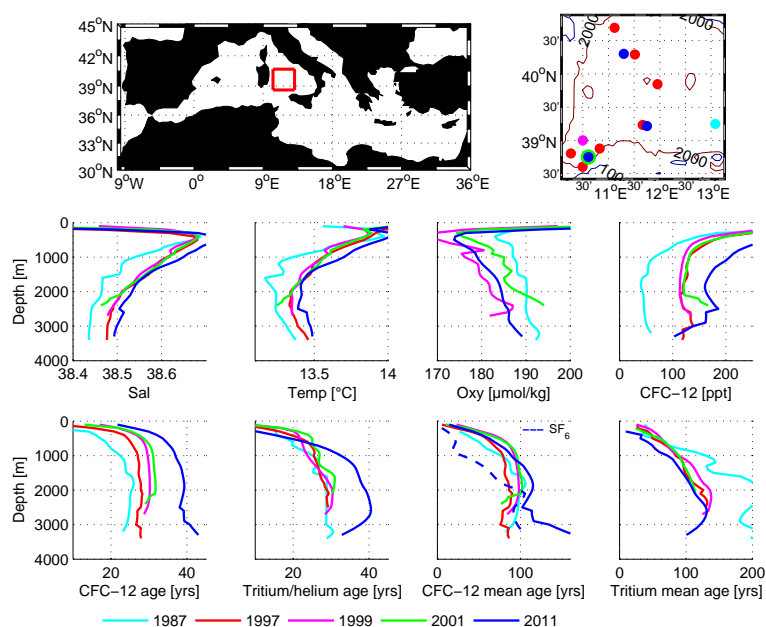 45°N
42°N
39°N
36°N
33°N
30°N
9°W 0° 9°E 18°E 27°E 36°E
2000
2000
30'
40°N
30'
39°N
30'
2000
100
30' 11°E 30' 12°E 30' 13°E
Depth [m]
0
1000
2000
3000
4000
38.4 38.5 38.6
Sal
13.5 14
Temp [°C]
170 180 190 200
Oxy [µmol/kg]
0 100 200
CFC−12 [ppt]
Depth [m]
0
1000
2000
3000
4000
20 40
CFC−12 age [yrs]
20 40
Tritium/helium age [yrs]
SF6
0 100
CFC−12 mean age [yrs]
0 100 200
Tritium mean age [yrs]
1987 1997 1999 2001 2011